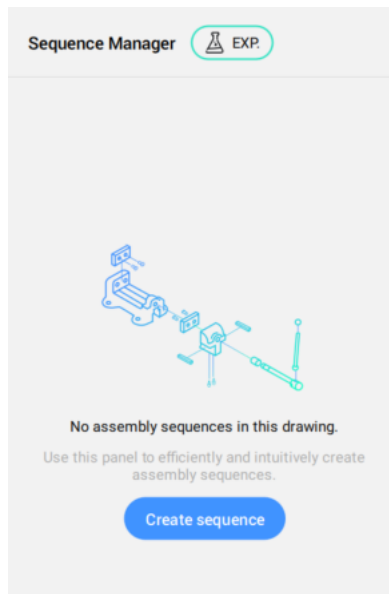 Sequence Manager EXP.
No assembly sequences in this drawing.
Use this panel to efficiently and intuitively create
assembly sequences.
Create sequence